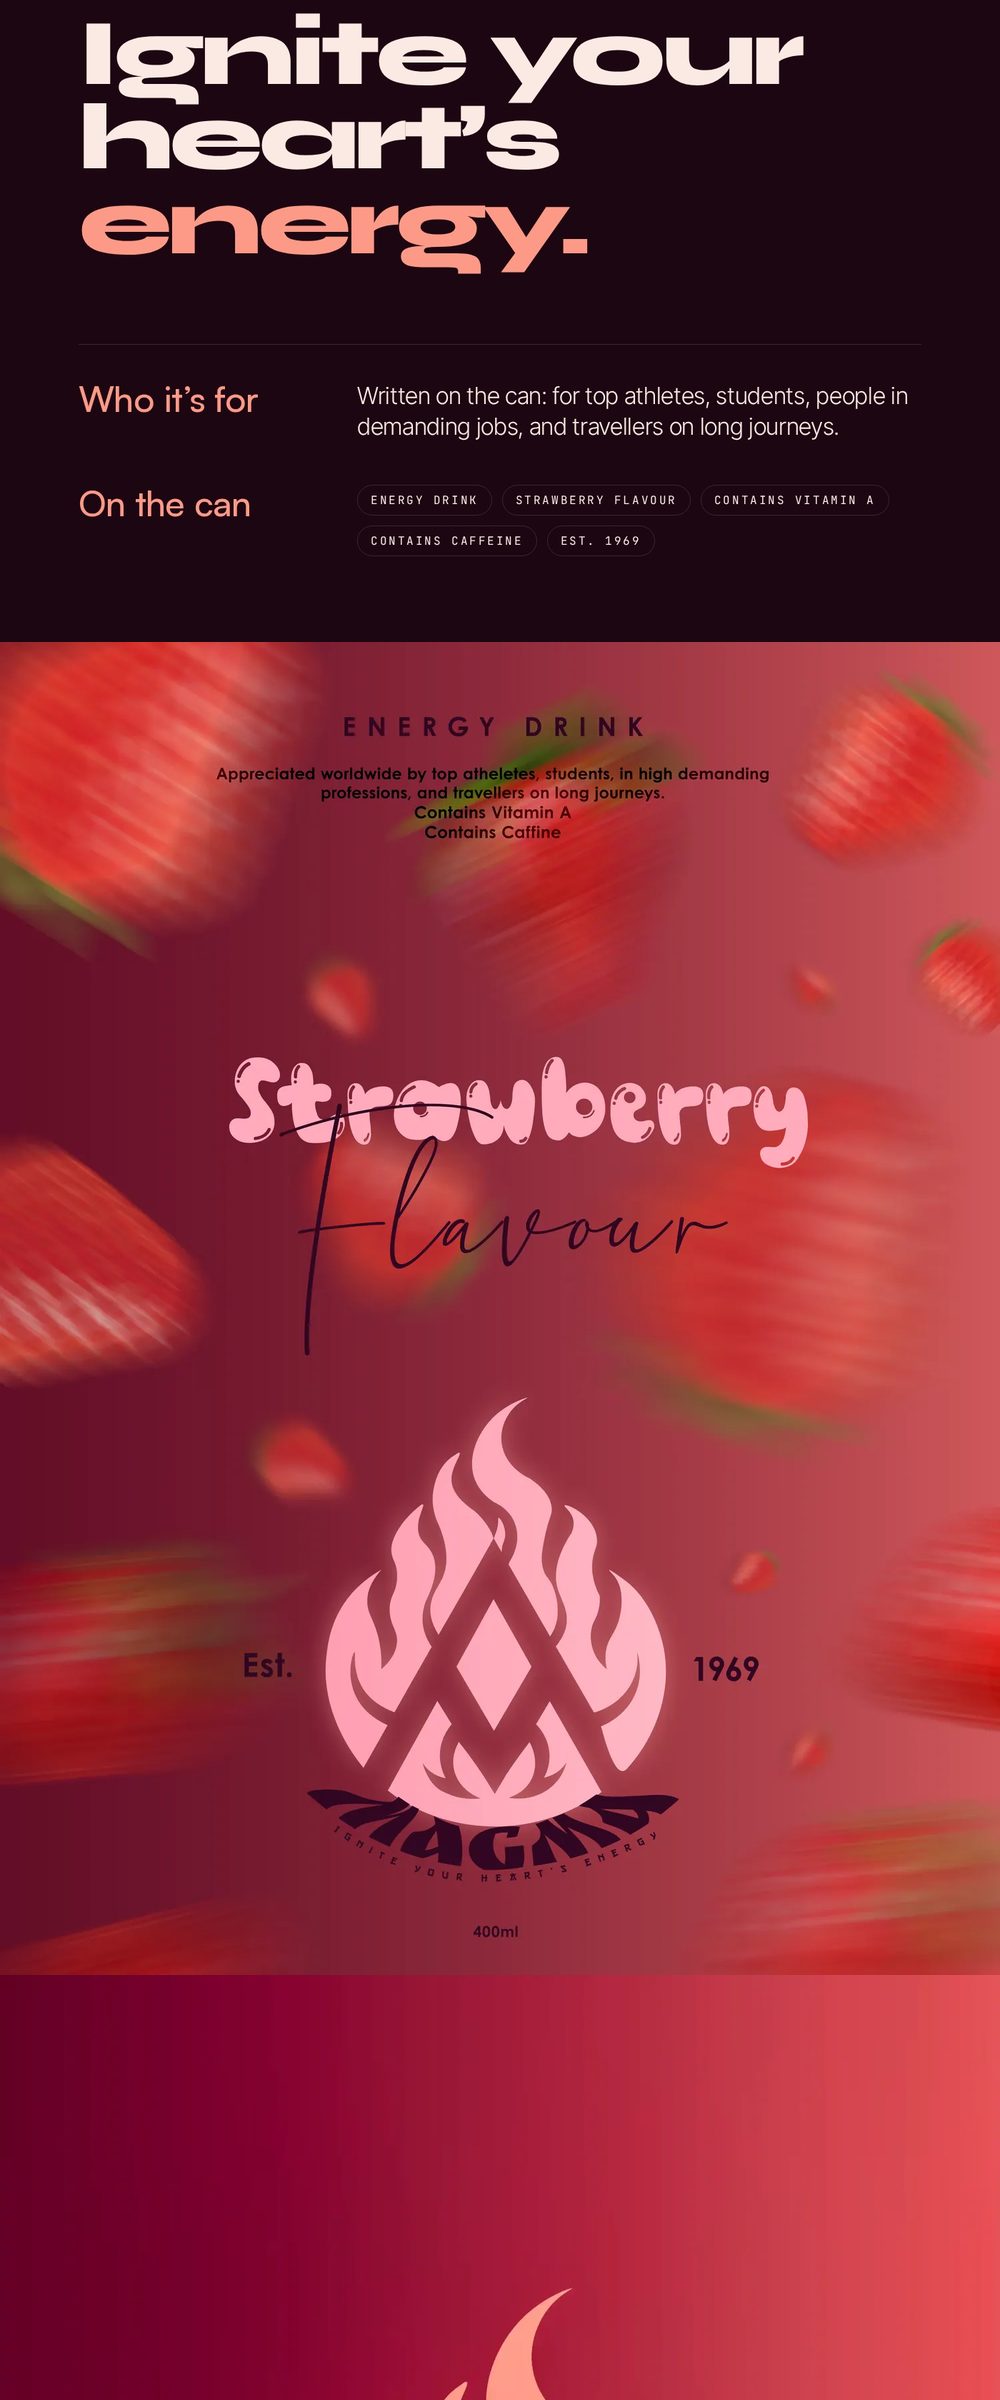 Ignite your
heart’s
energy.
Who it’s for
Written on the can: for top athletes, students, people in
demanding jobs, and travellers on long journeys.
On the can
ENERGY DRINK
STRAWBERRY FLAVOUR
CONTAINS VITAMIN A
CONTAINS CAFFEINE
EST. 1969
ENERGY DRINK
Appreciated worldwide by top atheletes, students, in high demanding
professions, and travellers on long journeys.
Contains Vitamin A
Contains Caffine
Strawberry
Flavour
Est.
1969
MAGMA
IGNITE YOUR HEART'S ENERGY
400ml